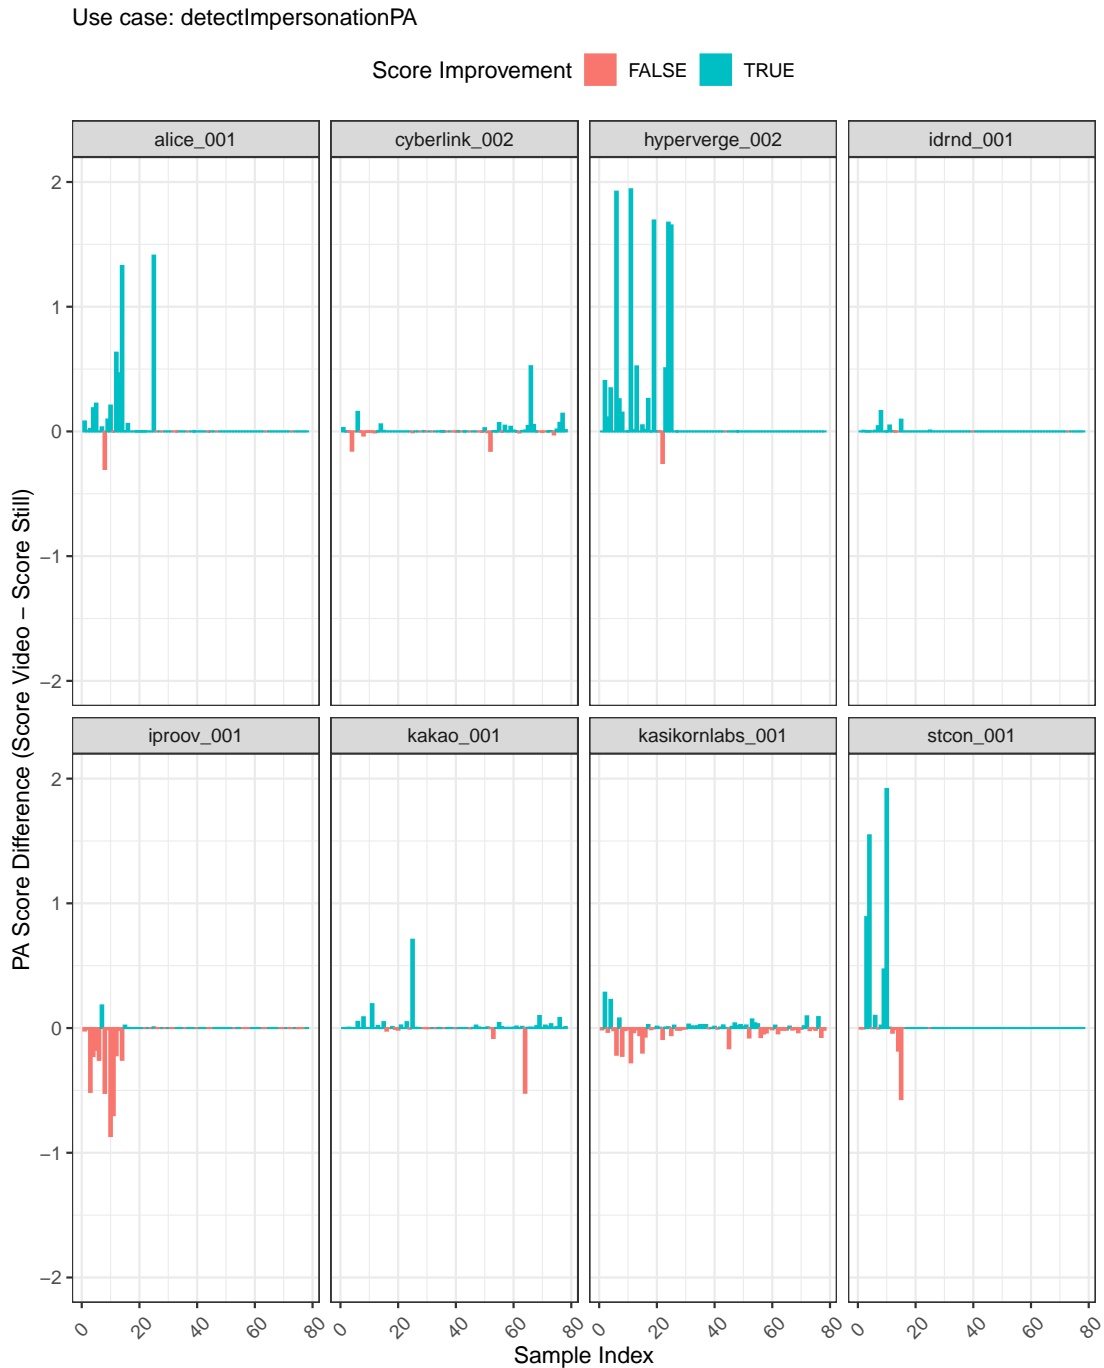 Use case: detectImpersonationPA
Score Improvement FALSE TRUE
alice_001 cyberlink_002 hyperverge_002 idrnd_001
2
1
0
−1
−2
iproov_001 kakao_001 kasikornlabs_001 stcon_001
2
1
0
−1
−2
PA Score Difference (Score Video − Score Still)
0 20 40 60 80 0 20 40 60 80 0 20 40 60 80 0 20 40 60 80
Sample Index